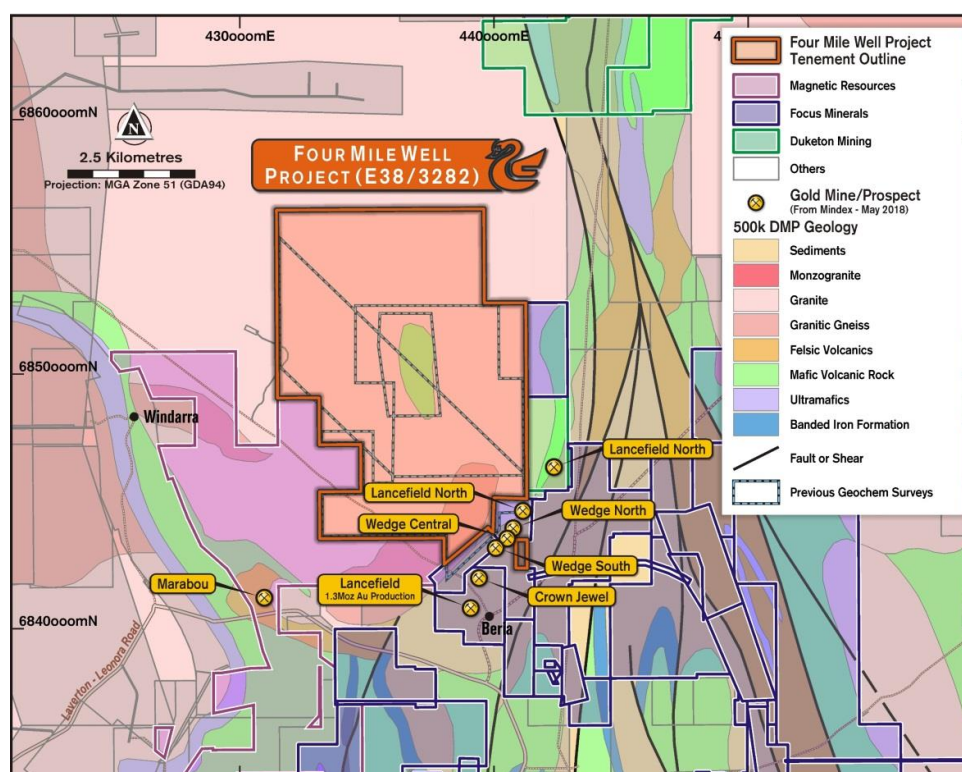 430000mE
440000mE
4
6860000mN
N
2.5 Kilometres
Projection: MGA Zone 51 (GDA94)
FOUR MILE WELL
PROJECT (E38/3282)
6850000mN
Windarra
Lancefield North
Lancefield North
Wedge Central
Wedge North
Wedge South
Marabou
Lancefield
1.3Moz Au Production
Crown Jewel
Beria
6840000mN
Laverton - Leonora Road
Four Mile Well Project
Tenement Outline
Magnetic Resources
Focus Minerals
Duketon Mining
Others
Gold Mine/Prospect
(From Mindex - May 2018)
500k DMP Geology
Sediments
Monzogranite
Granite
Granitic Gneiss
Felsic Volcanics
Mafic Volcanic Rock
Ultramafics
Banded Iron Formation
Fault or Shear
Previous Geochem Surveys